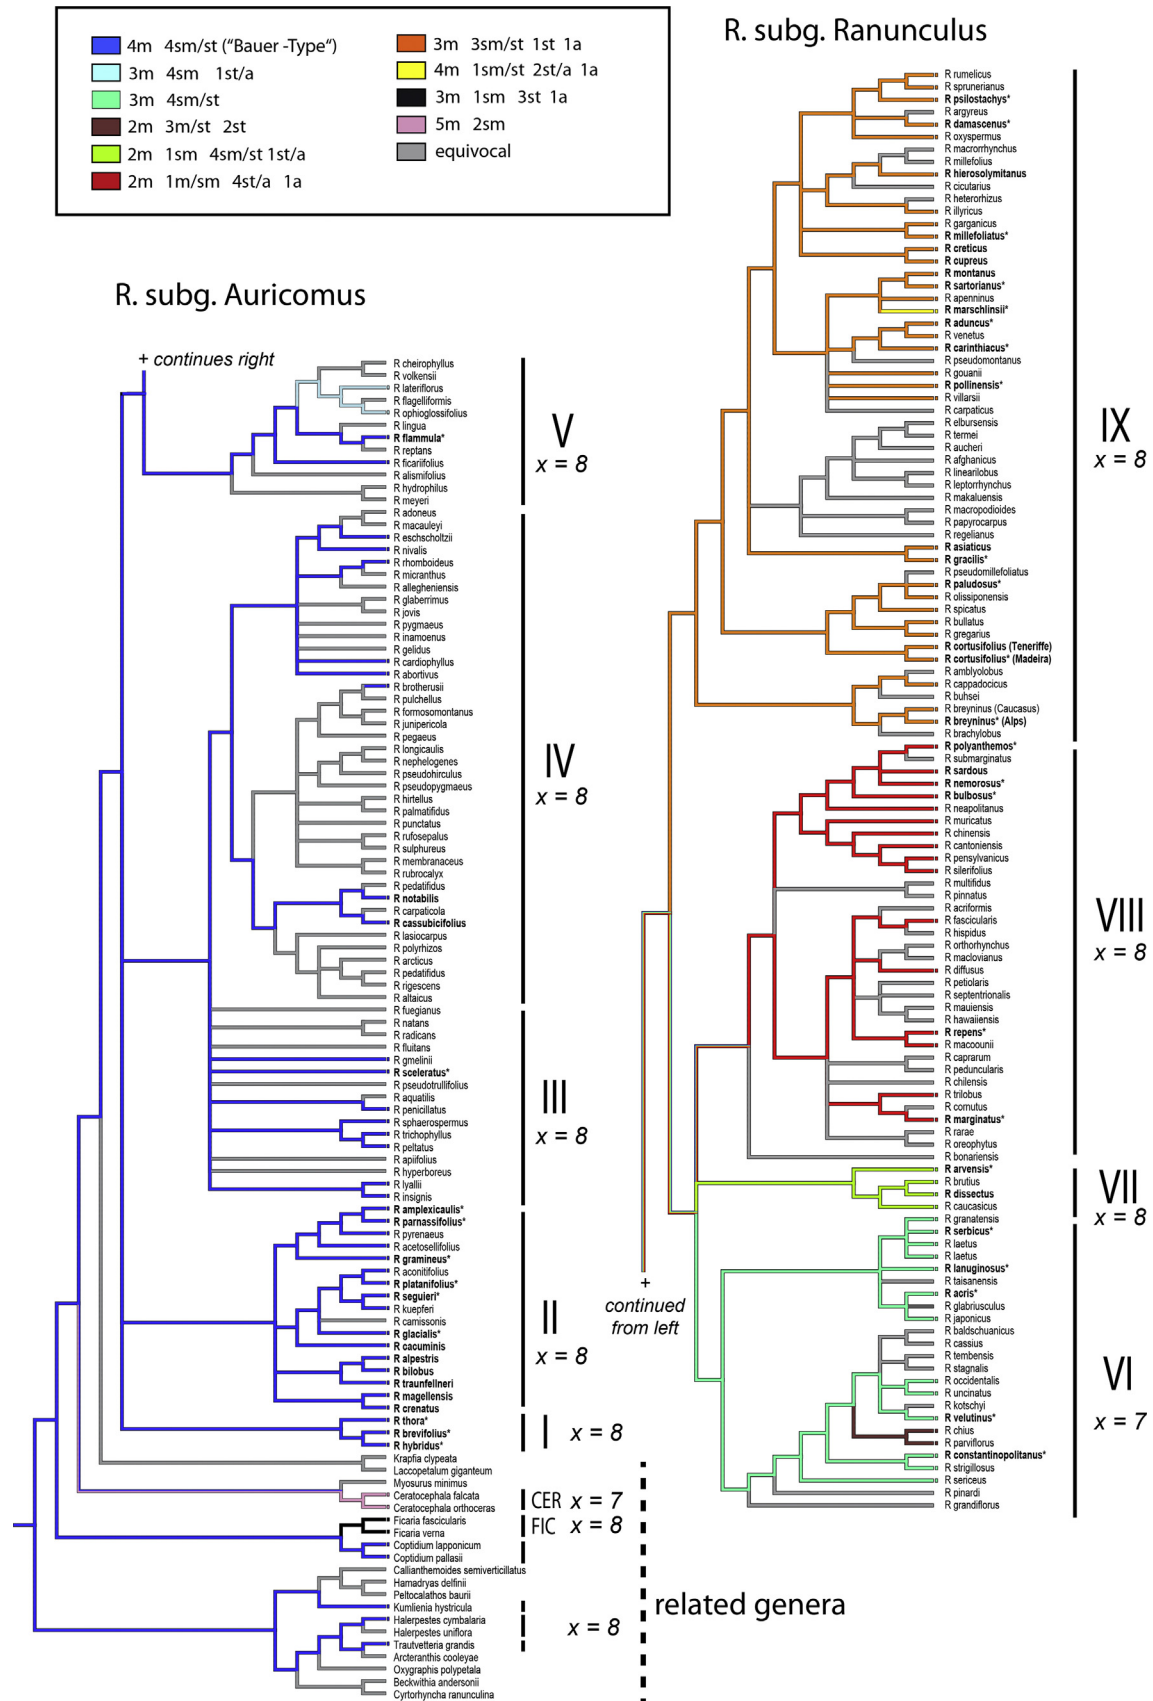 4m 4sm/st (“Bauer -Type“)
3m 4sm 1st/a
3m 4sm/st
2m 3m/st 2st
2m 1sm 4sm/st 1st/a
2m 1m/sm 4st/a 1a
3m 3sm/st 1st 1a
4m 1sm/st 2st/a 1a
3m 1sm 3st 1a
5m 2sm
equivocal
R. subg. Auricomus
+ continues right
R cheirophyllus
R volkensii
R lateriflorus
R flagelliformis
R ophioglossifolius
R lingua
R flammula*
R reptans
R ficariifolius
R alismifolius
R hydrophilus
R meyeri
V
x = 8
R adoneus
R macauleyi
R eschscholtzii
R nivalis
R rhomboideus
R micranthus
R allegheniensis
R glaberrimus
R jovis
R pygmaeus
R inamoenus
R gelidus
R cardiophyllus
R abortivus
R brotherusii
R pulchellus
R formosomontanus
R junipericola
R pegaeus
R longicaulis
R nephelogenes
R pseudohirculus
R pseudopygmaeus
R hirtellus
R palmatifidus
R punctatus
R rufosepalus
R sulphureus
R membranaceus
R rubrocalyx
R pedatifidus
R notabilis
R carpaticola
R cassubicifolius
R lasiocarpus
R polyrhizos
R arcticus
R pedatifidus
R rigescens
R altaicus
IV
x = 8
R fuegianus
R natans
R radicans
R fluitans
R gmelinii
R sceleratus*
R pseudotrullifolius
R aquatilis
R penicillatus
R sphaerospermus
R trichophyllus
R peltatus
R apiifolius
R hyperboreus
R lyallii
R insignis
III
x = 8
R amplexicaulis*
R parnassifolius*
R pyrenaeus
R acetosellifolius
R gramineus*
R aconitifolius
R platanifolius*
R seguieri*
R kuepferi
R camissonis
R glacialis*
R cacuminis
R alpestris
R bilobus
R traunfellneri
R magellensis
R crenatus
II
x = 8
R thora*
R brevifolius*
R hybridus*
I x = 8
Krapfia clypeata
Laccopetalum giganteum
Myosurus minimus
Ceratocephala falcata
Ceratocephala orthoceras
CER x = 7
Ficaria fascicularis
Ficaria verna
FIC x = 8
Coptidium lapponicum
Coptidium pallasii
Callianthemoides semiverticillatus
Hamadryas delfinii
Peltocalathos baurii
Kumlienia hystricula
Halerpestes cymbalaria
Halerpestes uniflora
Trautvetteria grandis
Arcteranthis cooleyae
Oxygraphis polypetala
Beckwithia andersonii
Cyrtorhyncha ranunculina
x = 8
related genera
R. subg. Ranunculus
R rumelicus
R sprunerianus
R psilostachys*
R argyreus
R damascenus*
R oxyspermus
R macrorrhynchus
R millefolius
R hierosolymitanus
R cicutarius
R heterorhizus
R illyricus
R garganicus
R millefoliatus*
R creticus
R cupreus
R montanus
R sartorianus*
R apenninus
R marschlinsii*
R aduncus*
R venetus
R carinthiacus*
R pseudomontanus
R gouanii
R pollinensis*
R villarsii
R carpaticus
R elbursensis
R termei
R aucheri
R afghanicus
R linearilobus
R leptorrhynchus
R makaluensis
R macropodioides
R papyrocarpus
R regelianus
R asiaticus
R gracilis*
R pseudomillefoliatus
R paludosus*
R olissiponensis
R spicatus
R bullatus
R gregarius
R cortusifolius (Teneriffe)
R cortusifolius* (Madeira)
R amblyolobus
R cappadocicus
R buhsei
R breyninus (Caucasus)
R breyninus* (Alps)
R brachylobus
IX
x = 8
R polyanthemos*
R submarginatus
R sardous
R nemorosus*
R bulbosus*
R neapolitanus
R muricatus
R chinensis
R cantoniensis
R pensylvanicus
R silerifolius
R multifidus
R pinnatus
R acriformis
R fascicularis
R hispidus
R orthorhynchus
R maclovianus
R diffusus
R petiolaris
R septentrionalis
R mauiensis
R hawaiiensis
R repens*
R macoounii
R caprarum
R peduncularis
R chilensis
R trilobus
R cornutus
R marginatus*
R rarae
R oreophytus
R bonariensis
VIII
x = 8
R arvensis*
R brutius
R dissectus
R caucasicus
VII
x = 8
R granatensis
R serbicus*
R laetus
R laetus
R lanuginosus*
R taisanensis
R acris*
R glabriusculus
R japonicus
R baldschuanicus
R cassius
R tembensis
R stagnalis
R occidentalis
R uncinatus
R kotschyi
R velutinus*
R chius
R parviflorus
R constantinopolitanus*
R strigillosus
R sericeus
R pinardi
R grandiflorus
VI
x = 7
+
continued
from left